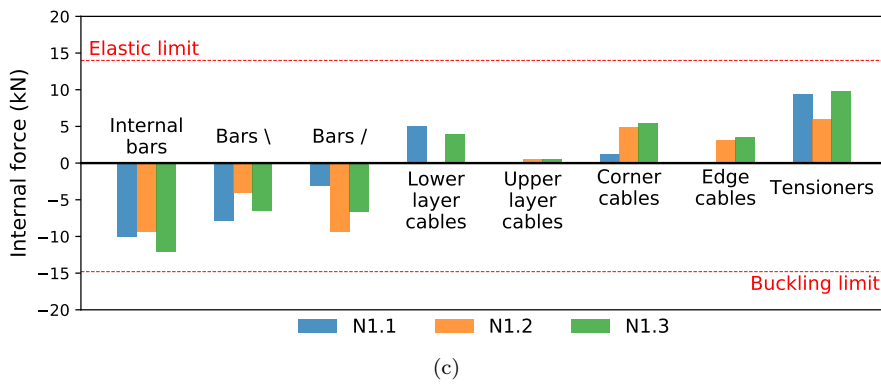 20
15
10
5
0
−5
−10
−15
−20
Internal force (kN)
Elastic limit
Internal
bars
Bars \
Bars /
Lower
layer
cables
Upper
layer
cables
Corner
cables
Edge
cables
Tensioners
Buckling limit
N1.1
N1.2
N1.3
(c)